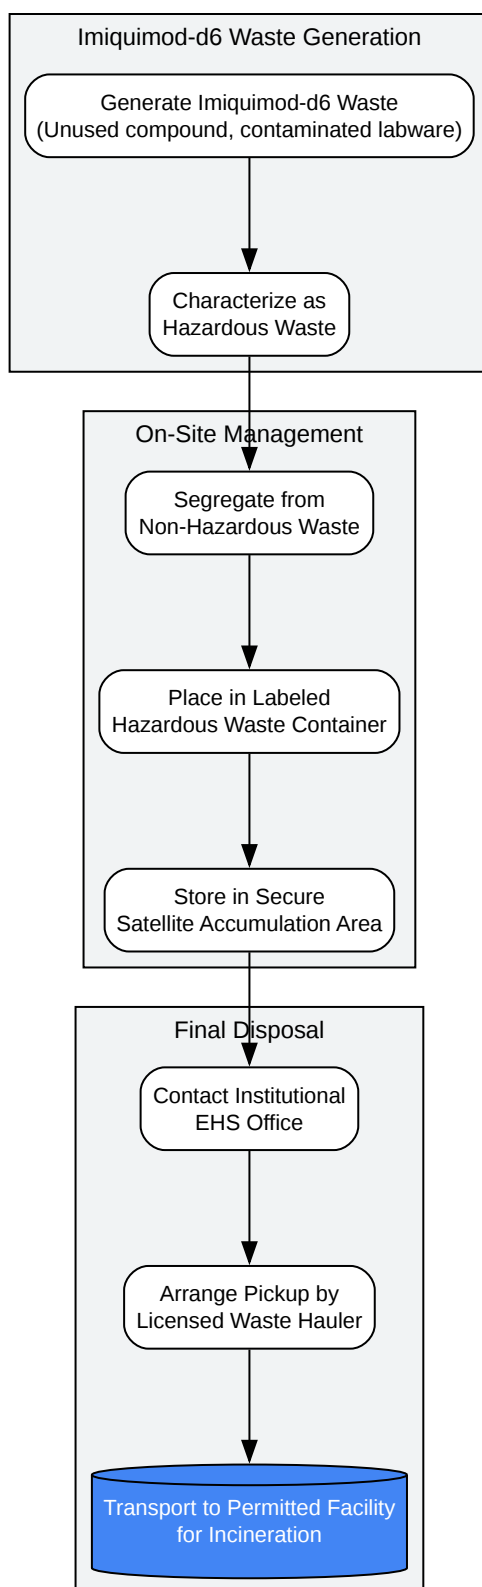 Imiquimod-d6 Waste Generation
Generate Imiquimod-d6 Waste
(Unused compound, contaminated labware)
Characterize as
Hazardous Waste
On-Site Management
Segregate from
Non-Hazardous Waste
Place in Labeled
Hazardous Waste Container
Store in Secure
Satellite Accumulation Area
Final Disposal
Contact Institutional
EHS Office
Arrange Pickup by
Licensed Waste Hauler
Transport to Permitted Facility
for Incineration